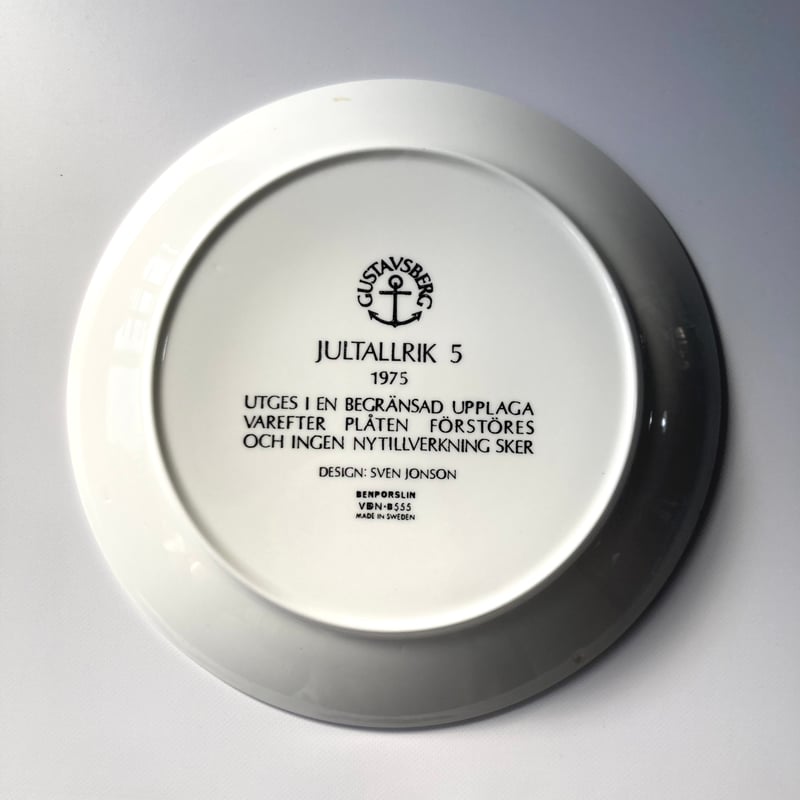 GUSTAVSBERG
JULTALLRIK 5
1975
UTGES I EN BEGRÄNSAD UPPLAGA
VAREFTER PLÅTEN FÖRSTÖRES
OCH INGEN NYTILLVERKNING SKER
DESIGN: SVEN JONSON
BENPORSLIN
VDN-B555
MADE IN SWEDEN